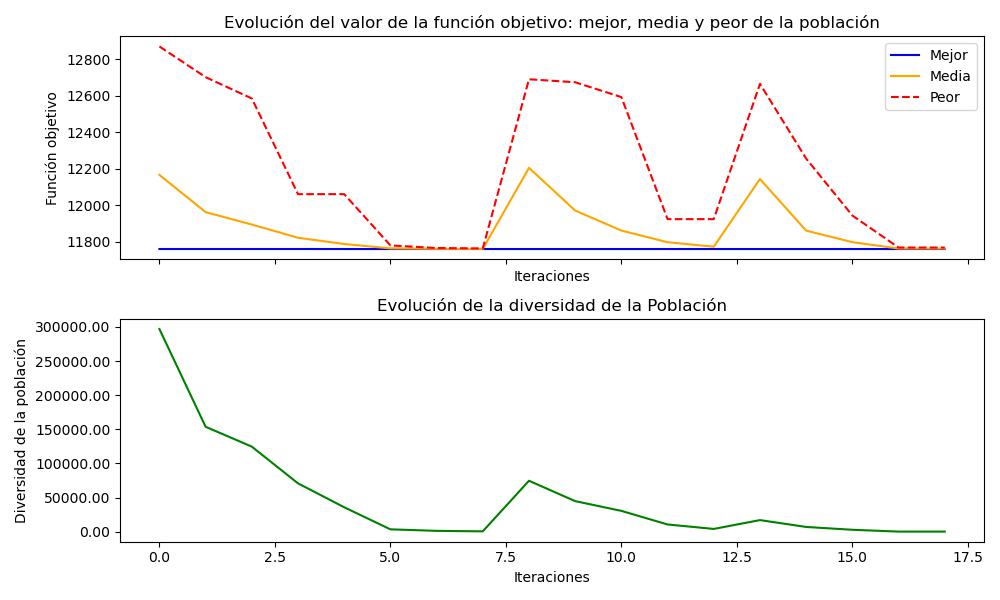 Evolución del valor de la función objetivo: mejor, media y peor de la población
Función objetivo
12800
12600
12400
12200
12000
11800
Mejor
Media
Peor
Iteraciones
Evolución de la diversidad de la Población
Diversidad de la población
300000.00
250000.00
200000.00
150000.00
100000.00
50000.00
0.00
0.0 2.5 5.0 7.5 10.0 12.5 15.0 17.5
Iteraciones